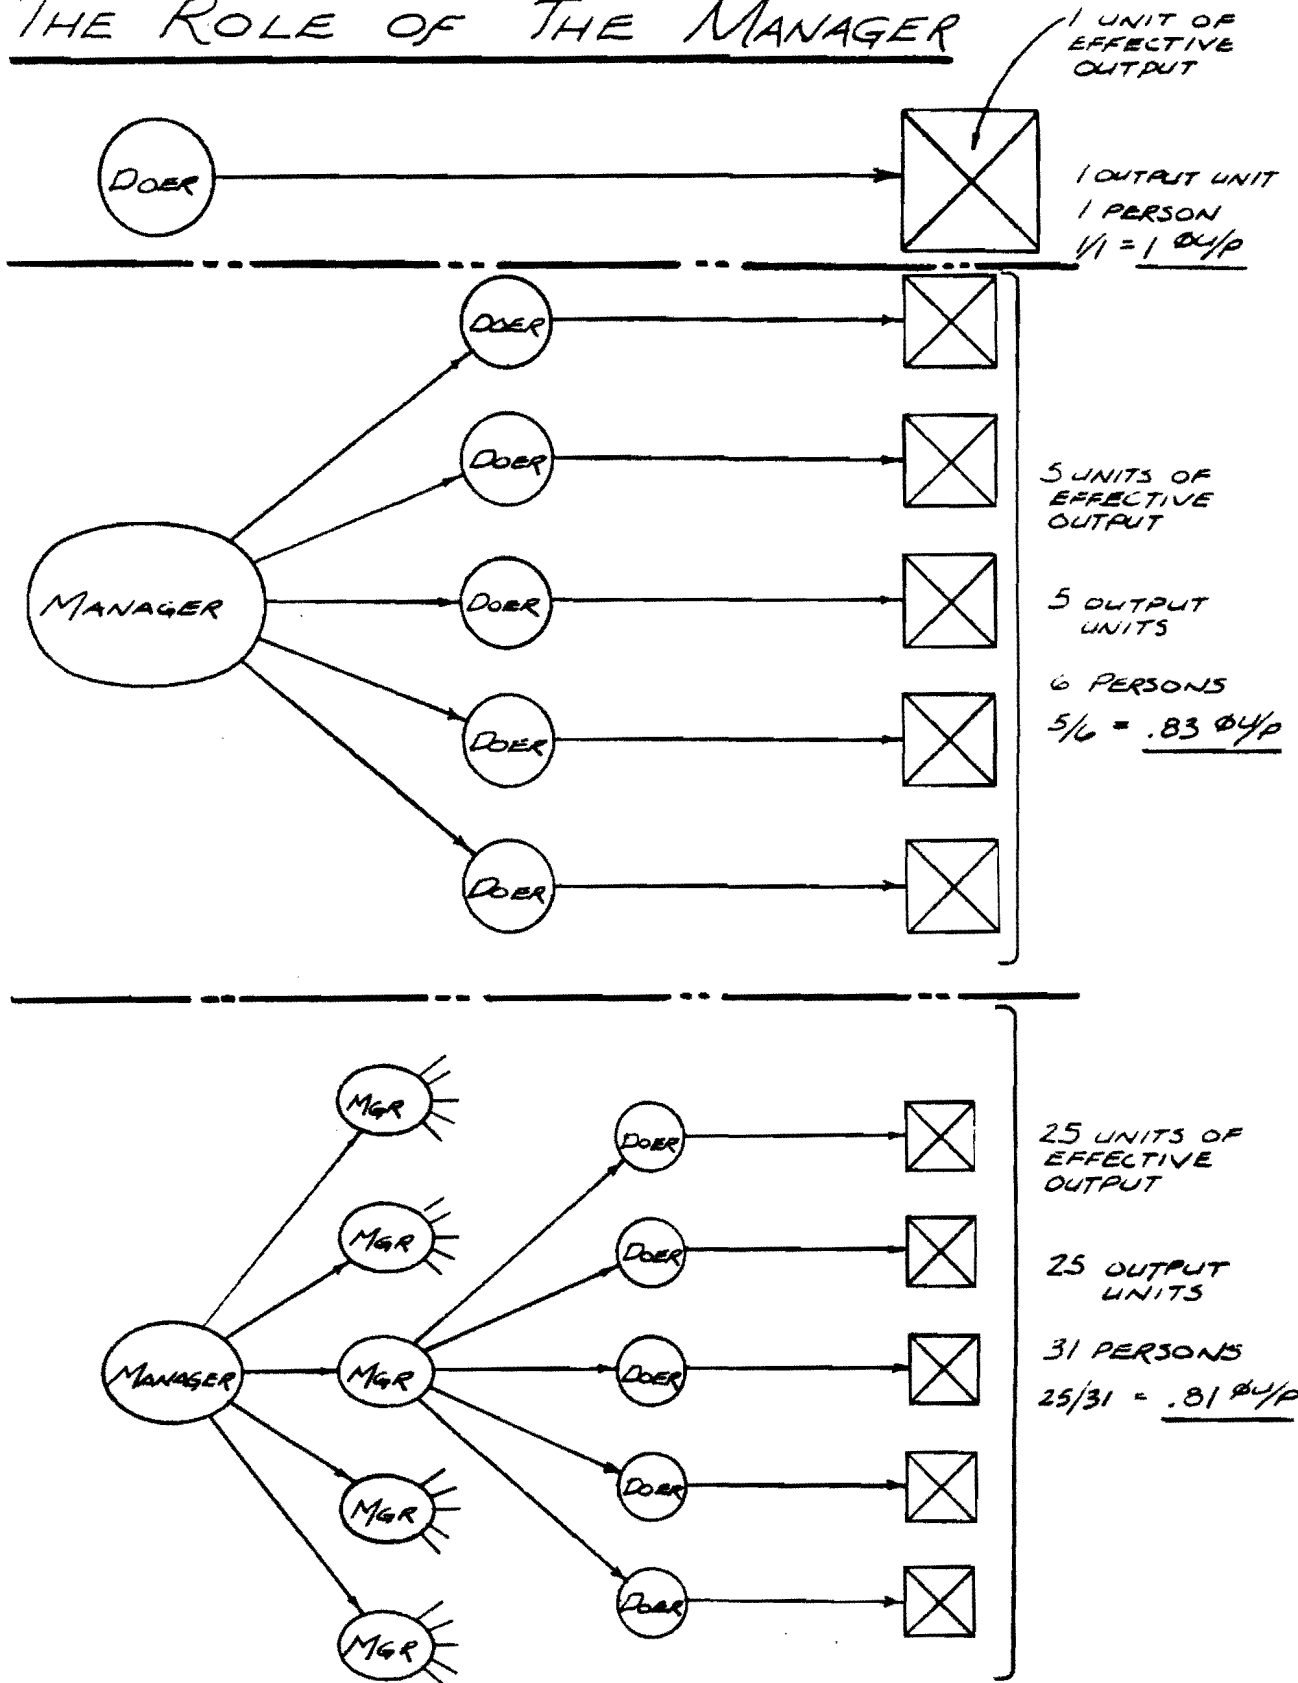 THE ROLE OF THE MANAGER
1 UNIT OF
EFFECTIVE
OUTPUT
DOER
1 OUTPUT UNIT
1 PERSON
1/1 = 1 ØU/P
DOER
DOER
5 UNITS OF
EFFECTIVE
OUTPUT
MANAGER
DOER
5 OUTPUT
UNITS
6 PERSONS
5/6 = .83 ØU/P
DOER
DOER
MGR
DOER
25 UNITS OF
EFFECTIVE
OUTPUT
MGR
DOER
25 OUTPUT
UNITS
MANAGER
MGR
DOER
31 PERSONS
25/31 = .81 ØU/P
MGR
DOER
DOER
MGR